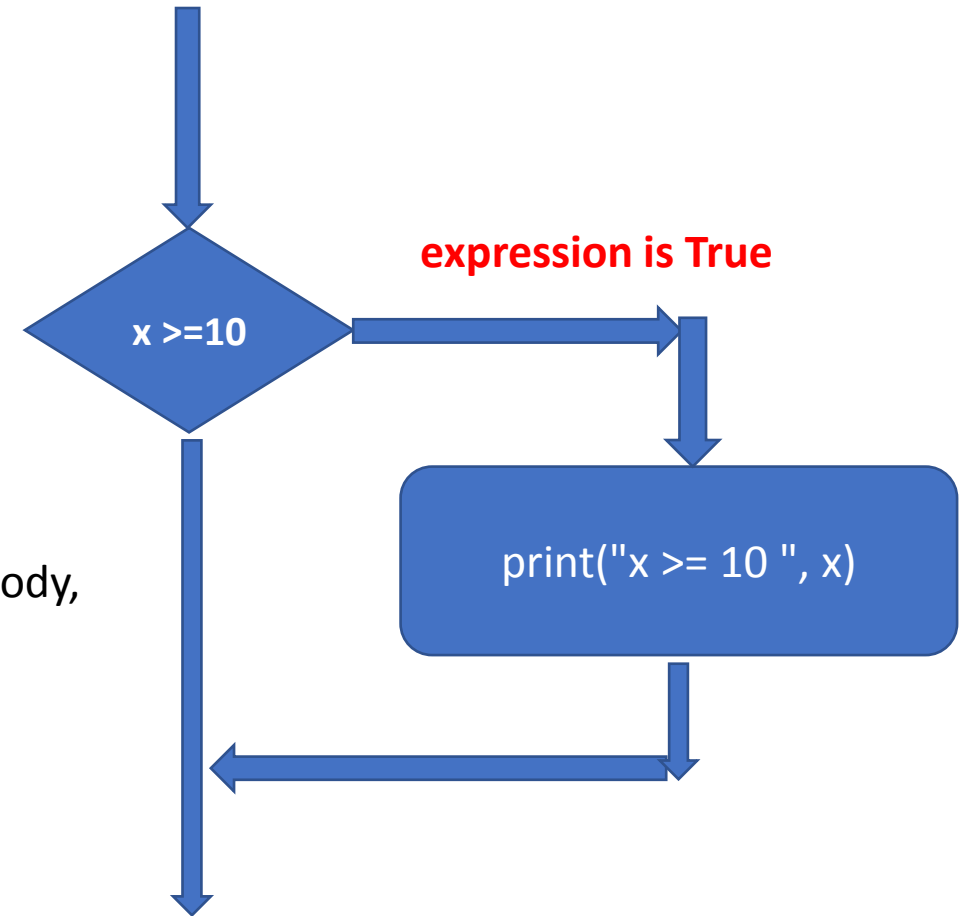 expression is True
x >=10
print("x >= 10 ", x)
ody,